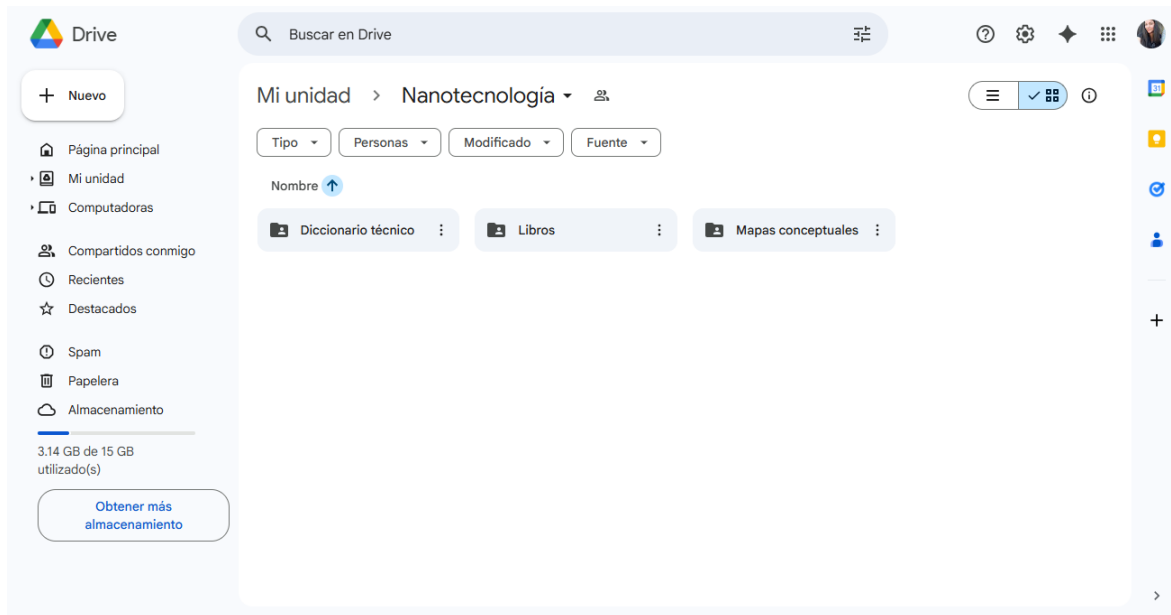 Drive
Buscar en Drive
Nuevo
Mi unidad > Nanotecnología
Tipo
Personas
Modificado
Fuente
Nombre
Diccionario técnico
Libros
Mapas conceptuales
Página principal
Mi unidad
Computadoras
Compartidos conmigo
Recientes
Destacados
Spam
Papelera
Almacenamiento
3.14 GB de 15 GB
utilizado(s)
Obtener más
almacenamiento
31